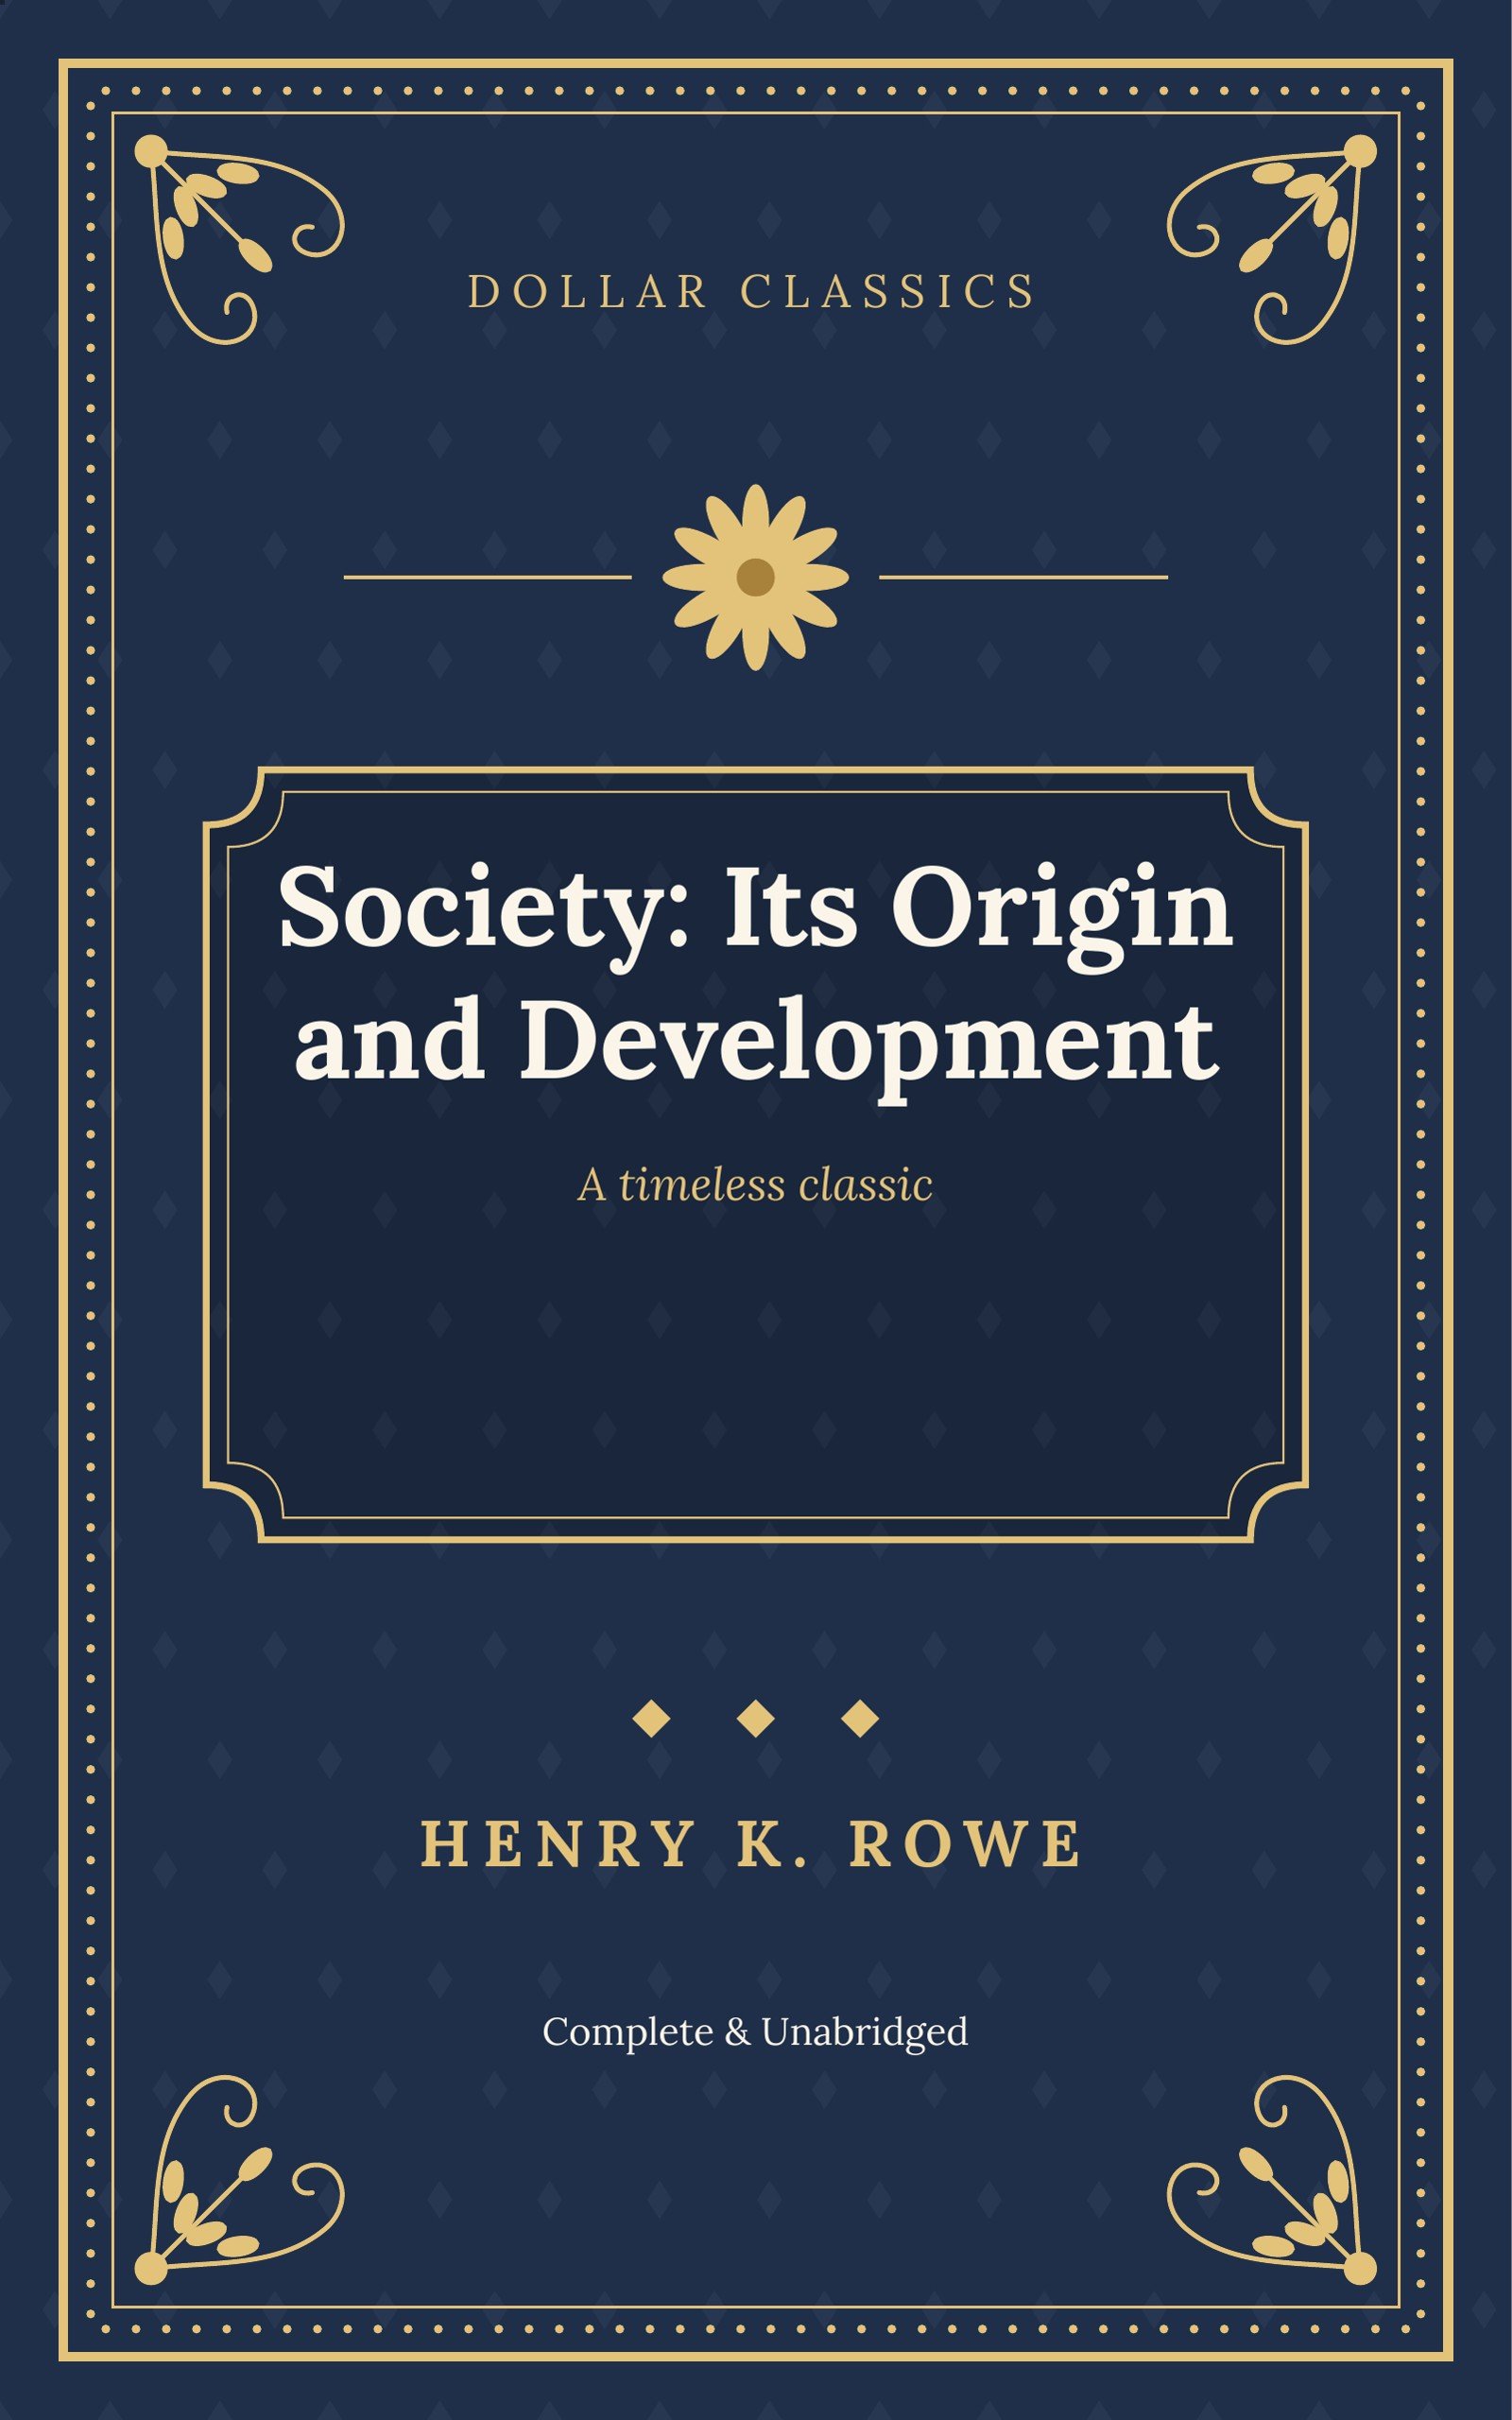 DOLLAR CLASSICS
Society: Its Origin
and Development
A timeless classic
HENRY K. ROWE
Complete & Unabridged